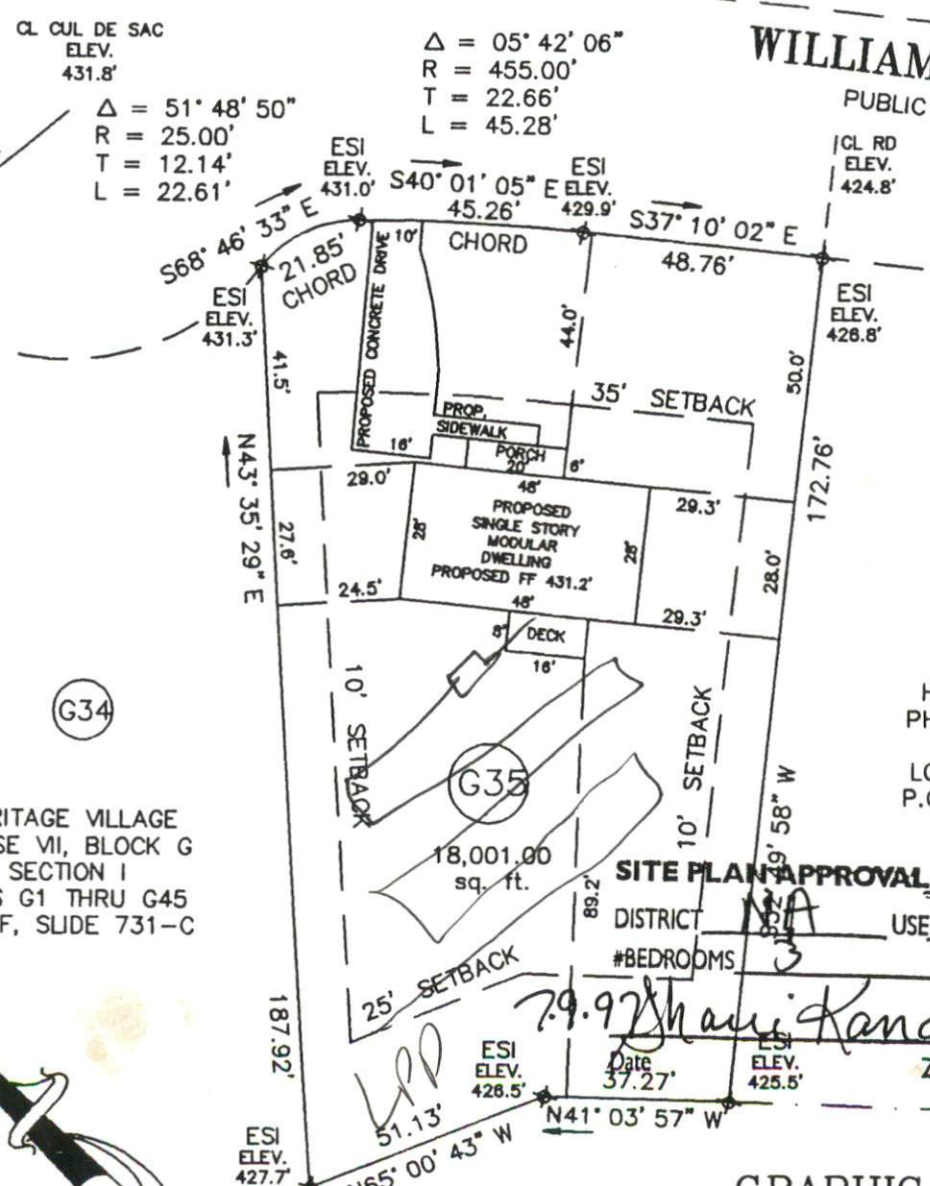 CL CUL DE SAC
ELEV.
431.8'
Δ = 51° 48' 50"
R = 25.00'
T = 12.14'
L = 22.61'
Δ = 05° 42' 06"
R = 455.00'
T = 22.66'
L = 45.28'
WILLIAM
PUBLIC
CL RD
ELEV.
424.8'
ESI
ELEV.
431.0'
S40° 01' 05" E
45.26'
CHORD
ESI
ELEV.
429.9'
S37° 10' 02" E
48.76'
S68° 46' 33" E
21.85'
CHORD
ESI
ELEV.
431.3'
ESI
ELEV.
426.8'
10'
PROPOSED CONCRETE DRIVE
44.0'
50.0'
41.5'
35' SETBACK
PROP.
SIDEWALK
16'
PORCH
20'
6'
N43° 35' 29" E
172.76'
29.0'
48'
29.3'
27.6'
28'
PROPOSED
SINGLE STORY
MODULAR
DWELLING
PROPOSED FF 431.2'
28'
28.0'
24.5'
48'
29.3'
8'
DECK
16'
10' SETBACK
10' SETBACK
G34
G35
18,001.00
sq. ft.
89.2'
RITAGE VILLAGE
SE VII, BLOCK G
SECTION I
S G1 THRU G45
F, SLIDE 731-C
H
PH
LO
P.O
SITE PLAN APPROVAL
DISTRICT NA USE
#BEDROOMS 3
7.9.97
Date
25' SETBACK
187.92'
LPP
ESI
ELEV.
426.5'
37.27'
ESI
ELEV.
425.5'
N41° 03' 57" W
51.13'
N65° 00' 43" W
ESI
ELEV.
427.7'
GRAPHIC